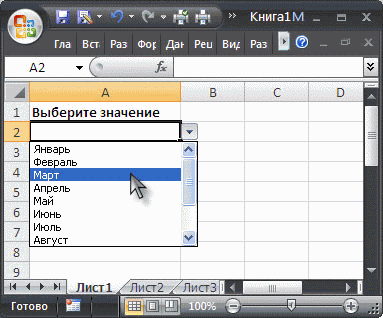 Книга1 М
Гла Вст Раз Фор Дан Рец Вид Раз
A2
A B C D
1 Выберите значение
2
3 Январь
Февраль
4 Март
Апрель
5 Май
6 Июнь
7 Июль
Август
8
9
Лист1 Лист2 Лист3
Готово 100%